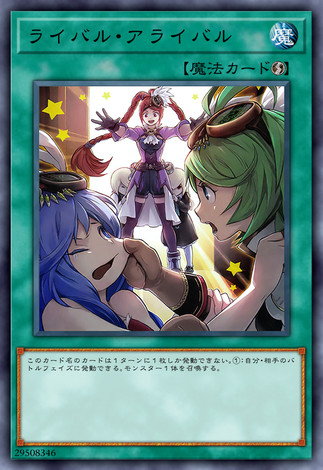 ライバル・アライバル
魔
【魔法カード】
このカード名のカードは1ターンに1枚しか発動できない。①:自分・相手のバ
トルフェイズに発動できる。モンスター1体を召喚する。
29508346